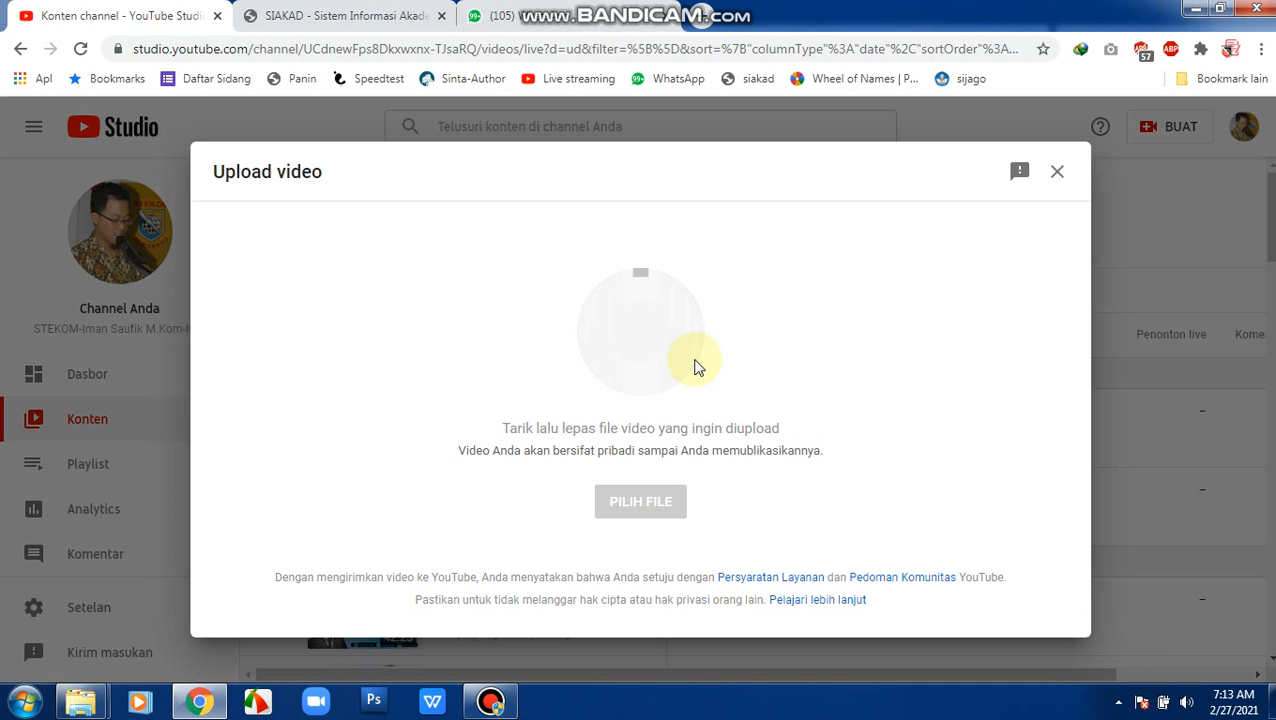 Konten channel - YouTube Studi
SIAKAD - Sistem Informasi Akade
(105)
www.BANDICAM.com
studio.youtube.com/channel/UCdnewFps8Dkxwxnx-TJsaRQ/videos/live?d=ud&filter=%5B%5D&sort=%7B"columnType"%3A"date"%2C"sortOrder"%3A...
57
ABP
Apl
Bookmarks
Daftar Sidang
Panin
Speedtest
Sinta-Author
Live streaming
99+
WhatsApp
siakad
Wheel of Names | P...
sijago
Bookmark lain
Studio
Telusuri konten di channel Anda
BUAT
Upload video
Channel Anda
STEKOM-Iman Saufik M.Kom-I
Penonton live
Kome
Dasbor
Konten
Playlist
Analytics
Komentar
Setelan
Kirim masukan
Tarik lalu lepas file video yang ingin diupload
Video Anda akan bersifat pribadi sampai Anda memublikasikannya.
PILIH FILE
Dengan mengirimkan video ke YouTube, Anda menyatakan bahwa Anda setuju dengan Persyaratan Layanan dan Pedoman Komunitas YouTube.
Pastikan untuk tidak melanggar hak cipta atau hak privasi orang lain. Pelajari lebih lanjut
Ps
W
7:13 AM
2/27/2021